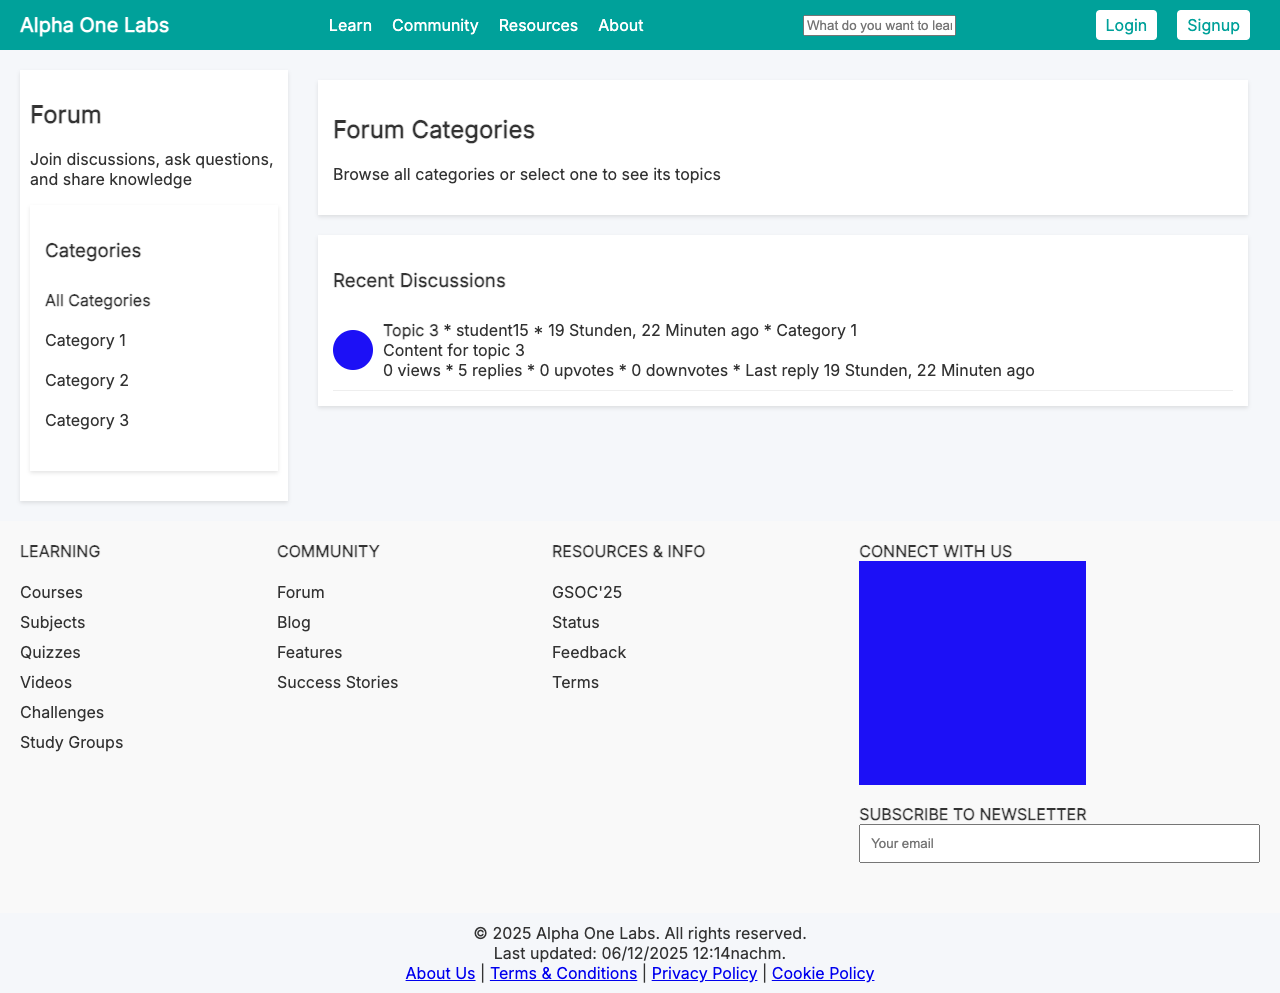 Alpha One Labs
Learn Community Resources About
What do you want to lear
Login Signup
Forum
Join discussions, ask questions,
and share knowledge
Categories
All Categories
Category 1
Category 2
Category 3
Forum Categories
Browse all categories or select one to see its topics
Recent Discussions
Topic 3 * student15 * 19 Stunden, 22 Minuten ago * Category 1
Content for topic 3
0 views * 5 replies * 0 upvotes * 0 downvotes * Last reply 19 Stunden, 22 Minuten ago
LEARNING
Courses
Subjects
Quizzes
Videos
Challenges
Study Groups
COMMUNITY
Forum
Blog
Features
Success Stories
RESOURCES & INFO
GSOC'25
Status
Feedback
Terms
CONNECT WITH US
SUBSCRIBE TO NEWSLETTER
Your email
© 2025 Alpha One Labs. All rights reserved.
Last updated: 06/12/2025 12:14nachm.
About Us | Terms & Conditions | Privacy Policy | Cookie Policy